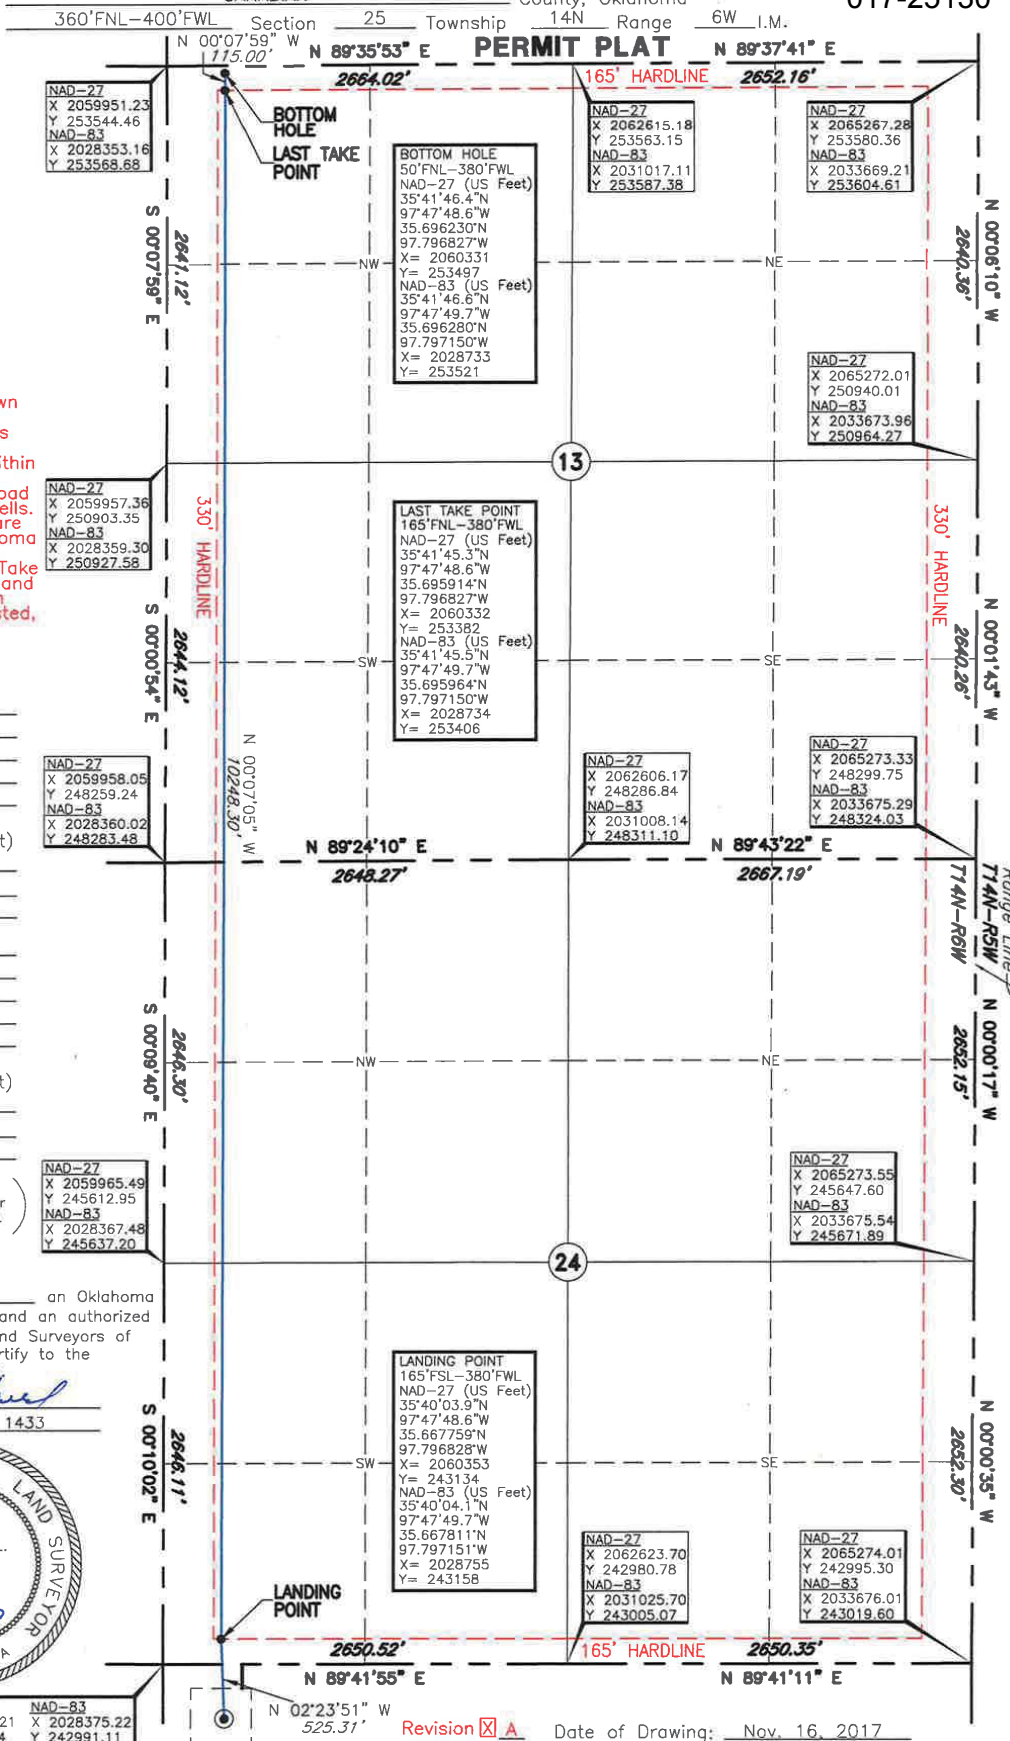 360'FNL-400'FWL Section 25 Township 14N Range 6W I.M.
PERMIT PLAT
N 00°07'59" W
115.00'
N 89°35'53" E
2664.02'
N 89°37'41" E
2652.16'
165' HARDLINE
BOTTOM
HOLE
LAST TAKE
POINT
NAD-27
X 2059951.23
Y 253544.46
NAD-83
X 2028353.16
Y 253568.68
NAD-27
X 2062615.18
Y 253563.15
NAD-83
X 2031017.11
Y 253587.38
NAD-27
X 2065267.28
Y 253580.36
NAD-83
X 2033669.21
Y 253604.61
BOTTOM HOLE
50'FNL-380'FWL
NAD-27 (US Feet)
35°41'46.4"N
97°47'48.6"W
35.696230°N
97.796827°W
X= 2060331
Y= 253497
NAD-83 (US Feet)
35°41'46.6"N
97°47'49.7"W
35.696280°N
97.797150°W
X= 2028733
Y= 253521
S 00°07'59" E
2641.12'
NW
NE
N 00°06'10" W
2640.36'
NAD-27
X 2065272.01
Y 250940.01
NAD-83
X 2033673.96
Y 250964.27
13
NAD-27
X 2059957.36
Y 250903.35
NAD-83
X 2028359.30
Y 250927.58
330' HARDLINE
330' HARDLINE
LAST TAKE POINT
165'FNL-380'FWL
NAD-27 (US Feet)
35°41'45.3"N
97°47'48.6"W
35.695914°N
97.796827°W
X= 2060332
Y= 253382
NAD-83 (US Feet)
35°41'45.5"N
97°47'49.7"W
35.695964°N
97.797150°W
X= 2028734
Y= 253406
S 00°00'54" E
2644.12'
SW
SE
N 00°01'43" W
2640.26'
N 00°07'05" W
10248.30'
NAD-27
X 2059958.05
Y 248259.24
NAD-83
X 2028360.02
Y 248283.48
NAD-27
X 2062606.17
Y 248286.84
NAD-83
X 2031008.14
Y 248311.10
NAD-27
X 2065273.33
Y 248299.75
NAD-83
X 2033675.29
Y 248324.03
N 89°24'10" E
2648.27'
N 89°43'22" E
2667.19'
T14N-R6W
T14N-R5W
Range Line
S 00°09'40" E
2646.30'
NW
NE
N 00°00'17" W
2652.15'
NAD-27
X 2059965.49
Y 245612.95
NAD-83
X 2028367.48
Y 245637.20
NAD-27
X 2065273.55
Y 245647.60
NAD-83
X 2033675.54
Y 245671.89
24
an Oklahoma
and an authorized
nd Surveyors of
rtify to the
1433
LAND SURVEYOR
LANDING POINT
165'FSL-380'FWL
NAD-27 (US Feet)
35°40'03.9"N
97°47'48.6"W
35.667759°N
97.796828°W
X= 2060353
Y= 243134
NAD-83 (US Feet)
35°40'04.1"N
97°47'49.7"W
35.667811°N
97.797151°W
X= 2028755
Y= 243158
S 00°10'02" E
2646.11'
SW
SE
N 00°00'35" W
2652.30'
NAD-27
X 2062623.70
Y 242980.78
NAD-83
X 2031025.70
Y 243005.07
NAD-27
X 2065274.01
Y 242995.30
NAD-83
X 2033676.01
Y 243019.60
LANDING
POINT
2650.52'
N 89°41'55" E
165' HARDLINE
2650.35'
N 89°41'11" E
NAD-83
X 2028375.22
Y 242991.11
N 02°23'51" W
525.31'
Revision X A Date of Drawing: Nov. 16, 2017